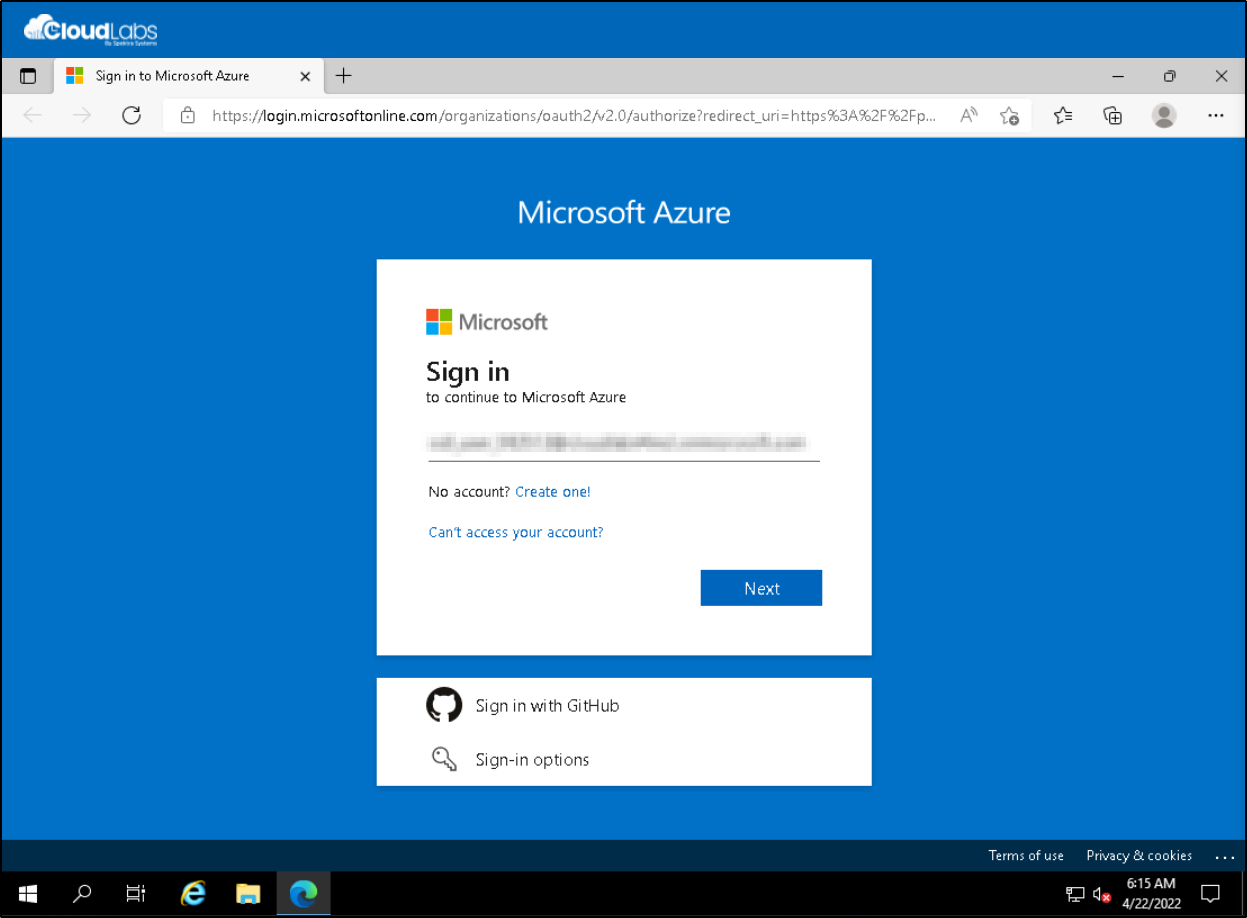 CloudLabs
By Spektra Systems
Sign in to Microsoft Azure
https://login.microsoftonline.com/organizations/oauth2/v2.0/authorize?redirect_uri=https%3A%2F%2Fp...
Microsoft Azure
Microsoft
Sign in
to continue to Microsoft Azure
No account? Create one!
Can't access your account?
Next
Sign in with GitHub
Sign-in options
Terms of use Privacy & cookies ...
6:15 AM
4/22/2022